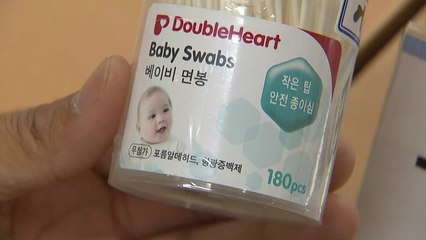 DoubleHeart
Baby Swabs
베이비 면봉
작은 팁
안전 종이심
무첨가 포름알데히드, 형광증백제
180pcs